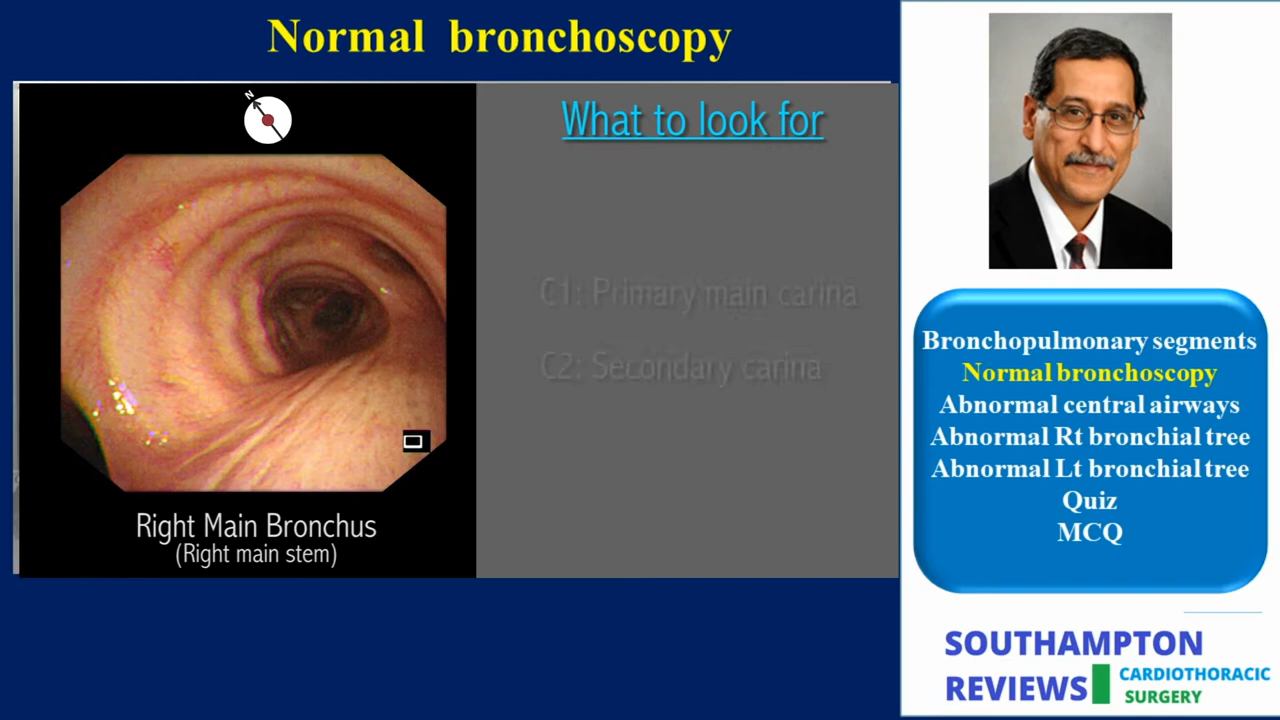 Normal bronchoscopy
N
What to look for
C1: Primary main carina
C2: Secondary carina
Right Main Bronchus
(Right main stem)
Bronchopulmonary segments
Normal bronchoscopy
Abnormal central airways
Abnormal Rt bronchial tree
Abnormal Lt bronchial tree
Quiz
MCQ
SOUTHAMPTON
REVIEWS
CARDIOTHORACIC
SURGERY